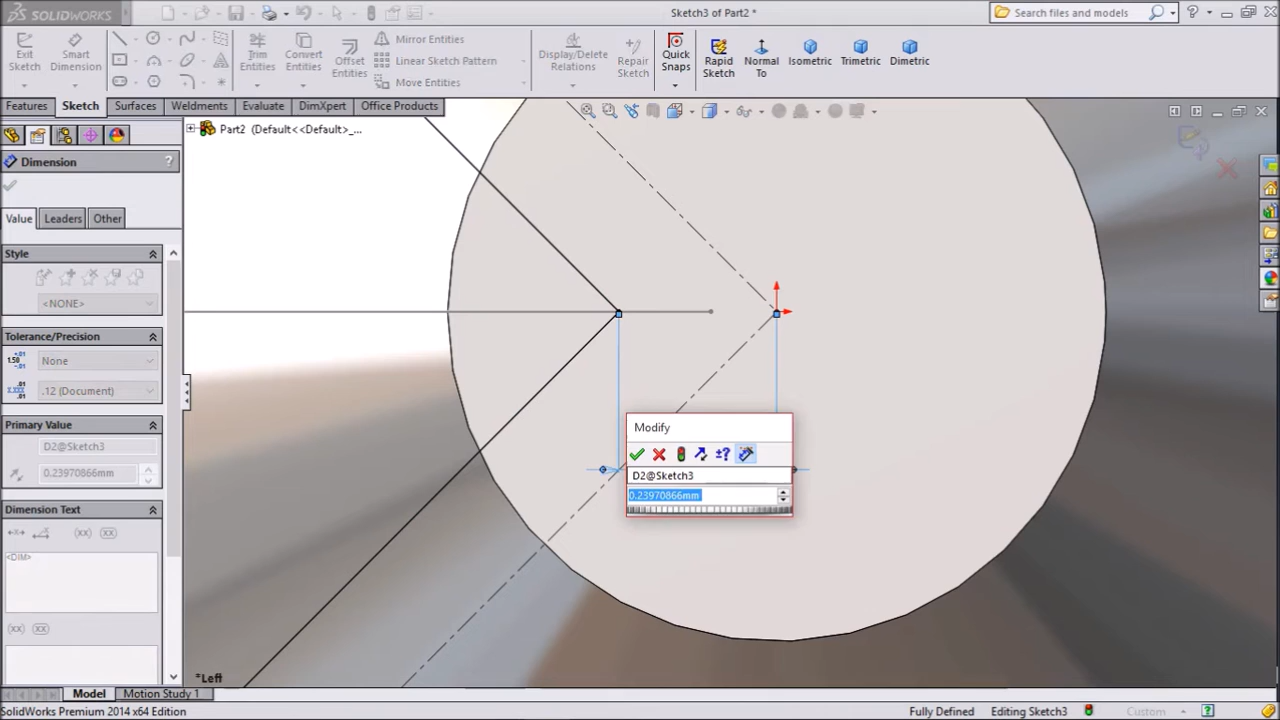 SOLIDWORKS
Sketch3 of Part2 *
Search files and models
Exit Sketch
Smart Dimension
Trim Entities
Convert Entities
Offset Entities
Mirror Entities
Linear Sketch Pattern
Move Entities
Display/Delete Relations
Repair Sketch
Quick Snaps
Rapid Sketch
Normal To
Isometric
Trimetric
Dimetric
Features
Sketch
Surfaces
Weldments
Evaluate
DimXpert
Office Products
Part2 (Default<<Default>_...
Dimension
?
Value
Leaders
Other
Style
<NONE>
Tolerance/Precision
None
.12 (Document)
Primary Value
D2@Sketch3
0.23970866mm
Dimension Text
(xx) (xx)
<DIM>
(xx)
Modify
±?
D2@Sketch3
0.23970866mm
*Left
Model
Motion Study 1
SolidWorks Premium 2014 x64 Edition
Fully Defined
Editing Sketch3
Custom
?